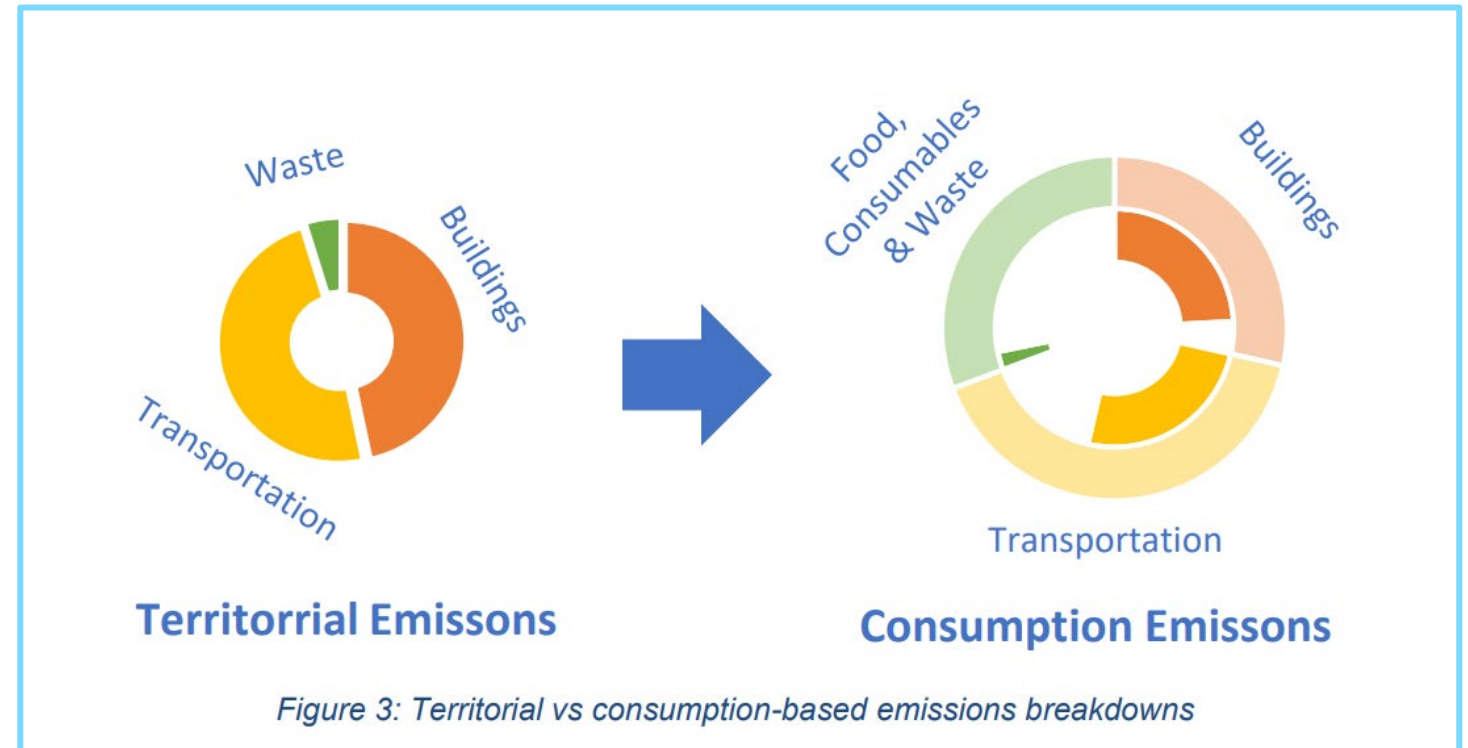 Waste
Buildings
Transportation
Territorrial Emissons
Food,
Consumables
& Waste
Buildings
Transportation
Consumption Emissons
Figure 3: Territorial vs consumption-based emissions breakdowns